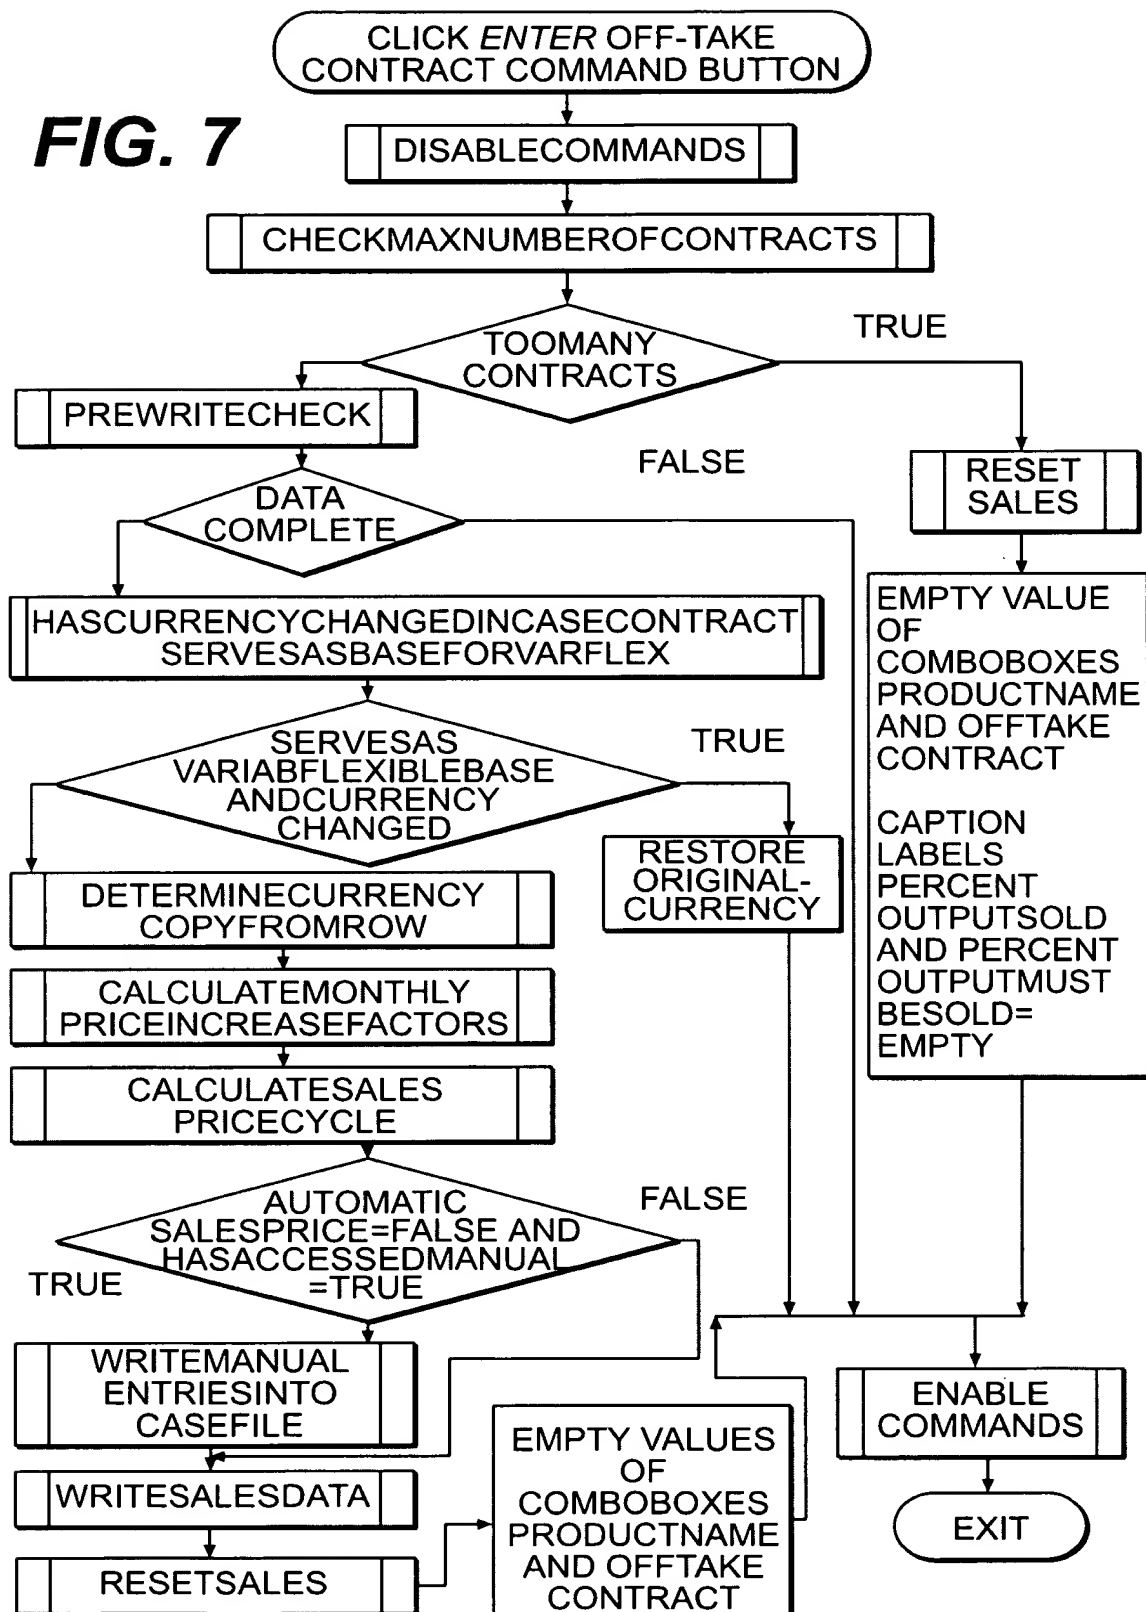 CLICK ENTER OFF-TAKE
CONTRACT COMMAND BUTTON
FIG. 7
DISABLECOMMANDS
CHECKMAXNUMBEROFCONTRACTS
TOOMANY
CONTRACTS
TRUE
PREWRITECHECK
FALSE
DATA
COMPLETE
RESET
SALES
HASCURRENCYCHANGEDINCASECONTRACT
SERVESASBASEFORVARFLEX
EMPTY VALUE
OF
COMBOBOXES
PRODUCTNAME
AND OFFTAKE
CONTRACT
CAPTION
LABELS
PERCENT
OUTPUTSOLD
AND PERCENT
OUTPUTMUST
BESOLD=
EMPTY
SERVESAS
VARIABFLEXIBLEBASE
ANDCURRENCY
CHANGED
TRUE
RESTORE
ORIGINAL-
CURRENCY
DETERMINECURRENCY
COPYFROMROW
CALCULATEMONTHLY
PRICEINCREASEFACTORS
CALCULATESALES
PRICECYCLE
AUTOMATIC
SALESPRICE=FALSE AND
HASACCESSEDMANUAL
=TRUE
FALSE
TRUE
WRITEMANUAL
ENTRIESINTO
CASEFILE
WRITESALESDATA
RESETSALES
EMPTY VALUES
OF
COMBOBOXES
PRODUCTNAME
AND OFFTAKE
CONTRACT
ENABLE
COMMANDS
EXIT